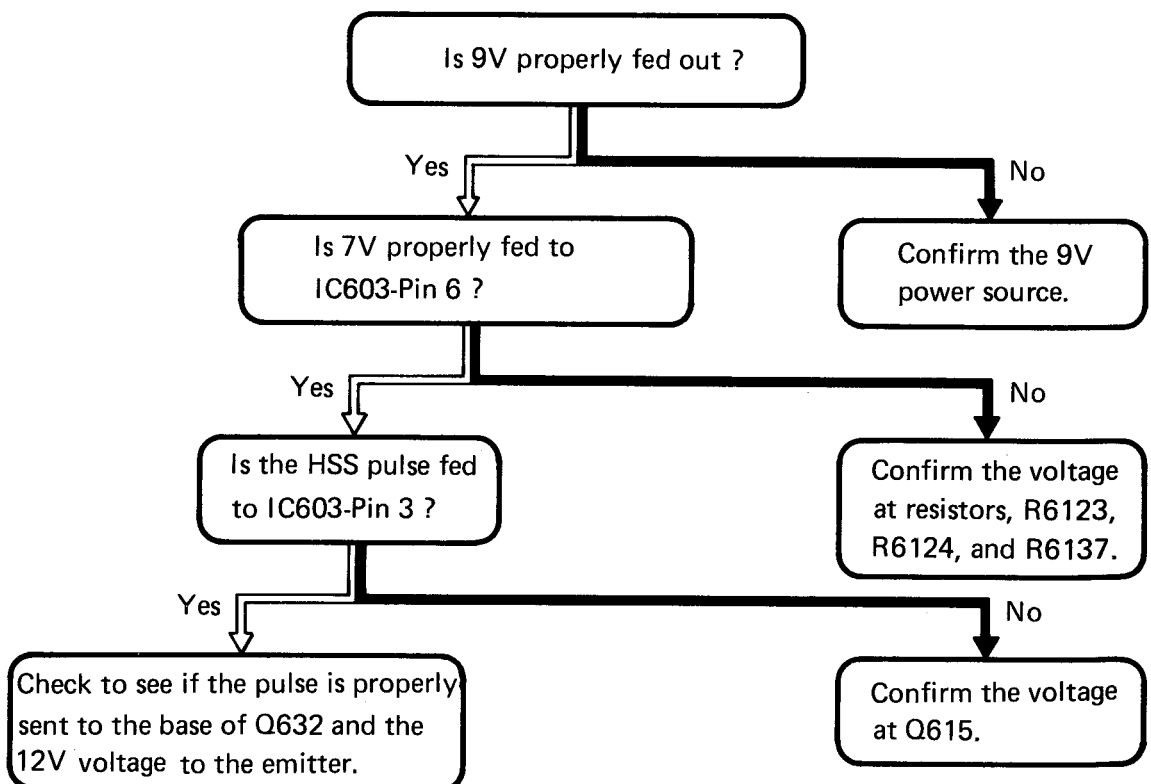 Is 9V properly fed out ?
Yes
No
Is 7V properly fed to
IC603-Pin 6 ?
Confirm the 9V
power source.
Yes
No
Is the HSS pulse fed
to IC603-Pin 3 ?
Confirm the voltage
at resistors, R6123,
R6124, and R6137.
Yes
No
Check to see if the pulse is properly
sent to the base of Q632 and the
12V voltage to the emitter.
Confirm the voltage
at Q615.